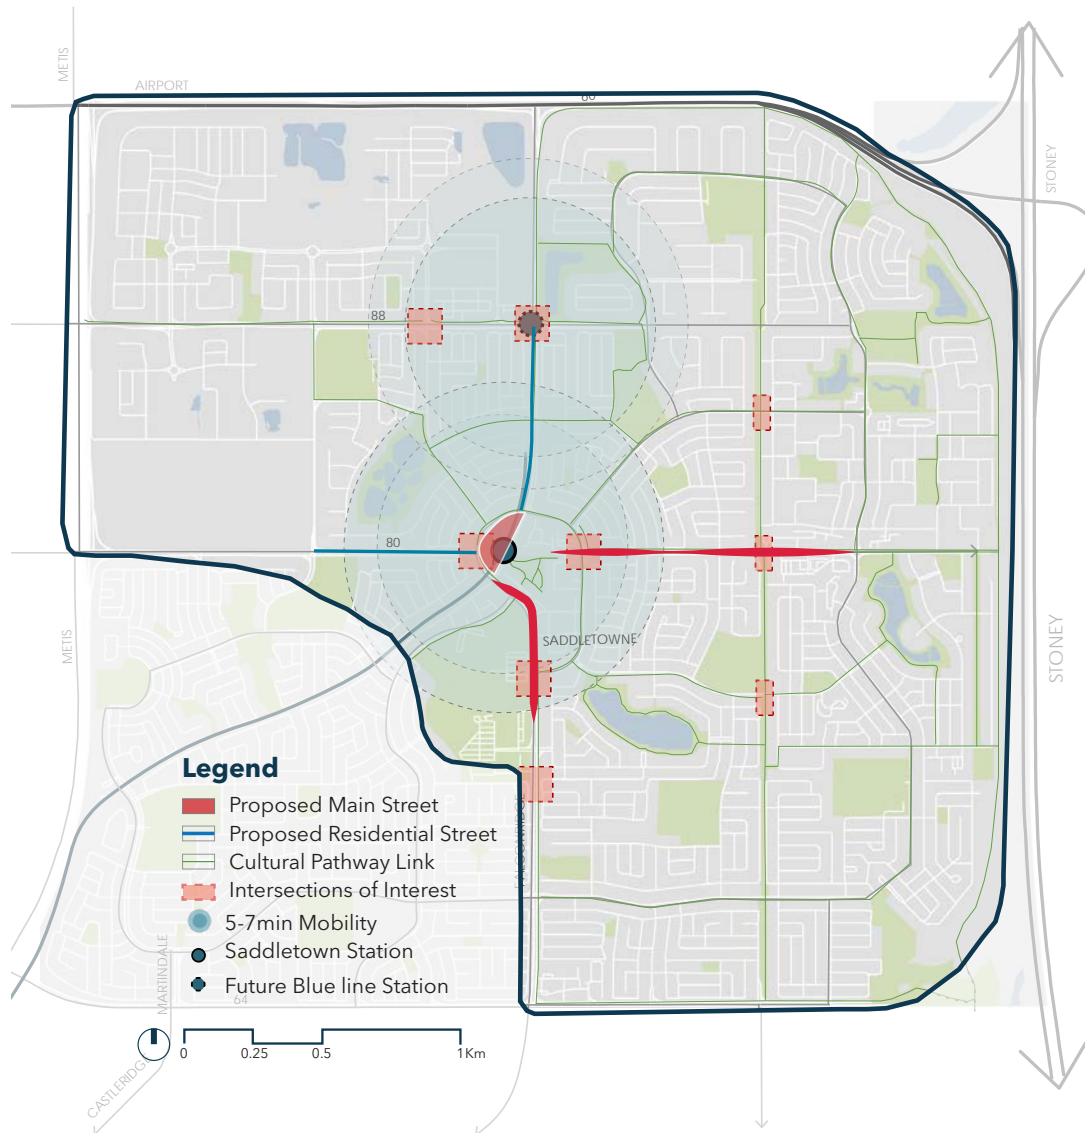 METIS
AIRPORT
60
STONEY
88
80
SADDLETOWNE
METIS
STONEY
Legend
Proposed Main Street
Proposed Residential Street
Cultural Pathway Link
Intersections of Interest
5-7min Mobility
Saddletown Station
Future Blue line Station
FALCONRIDGE
MARTINDALE
64
0
0.25
0.5
1Km
CASTLERIDGE